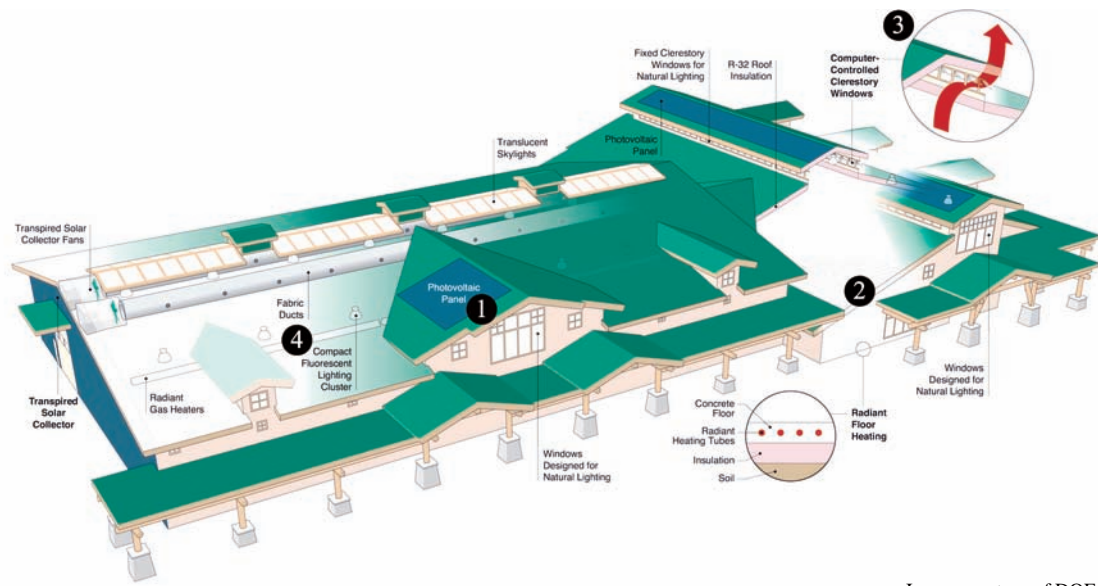 3
Fixed Clerestory
Windows for
Natural Lighting
R-32 Roof
Insulation
Computer-
Controlled
Clerestory
Windows
Photovoltaic
Panel
Translucent
Skylights
Transpired Solar
Collector Fans
Photovoltaic
Panel
1
2
Fabric
Ducts
4
Compact
Fluorescent
Lighting
Cluster
Radiant
Gas Heaters
Transpired
Solar
Collector
Windows
Designed for
Natural Lighting
Concrete
Floor
Radiant
Heating Tubes
Insulation
Soil
Radiant
Floor
Heating
Windows
Designed for
Natural Lighting